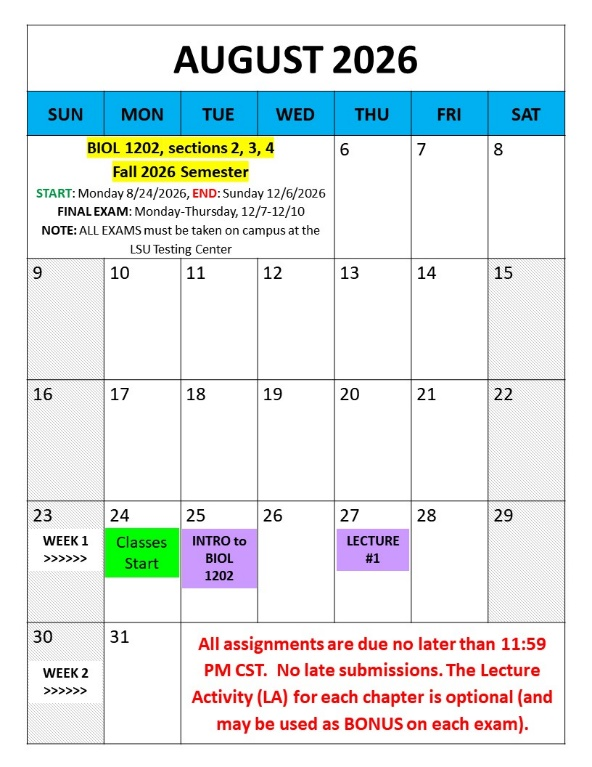 AUGUST 2026
SUN MON TUE WED THU FRI SAT
BIOL 1202, sections 2, 3, 4
Fall 2026 Semester
START: Monday 8/24/2026, END: Sunday 12/6/2026
FINAL EXAM: Monday-Thursday, 12/7-12/10
NOTE: ALL EXAMS must be taken on campus at the
LSU Testing Center
6 7 8
9 10 11 12 13 14 15
16 17 18 19 20 21 22
23 24 25 26 27 28 29
WEEK 1
>>>>>>
Classes
Start
INTRO to
BIOL
1202
LECTURE
#1
30 31
WEEK 2
>>>>>>
All assignments are due no later than 11:59
PM CST. No late submissions. The Lecture
Activity (LA) for each chapter is optional (and
may be used as BONUS on each exam).